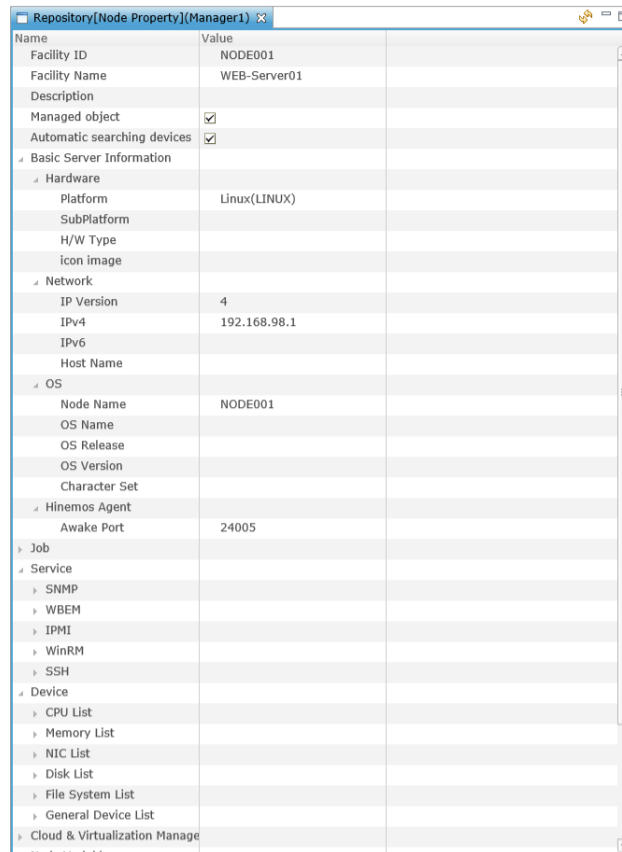 Repository[Node Property](Manager1)
Name Value
Facility ID NODE001
Facility Name WEB-Server01
Description
Managed object
Automatic searching devices
Basic Server Information
Hardware
Platform Linux(LINUX)
SubPlatform
H/W Type
icon image
Network
IP Version 4
IPv4 192.168.98.1
IPv6
Host Name
OS
Node Name NODE001
OS Name
OS Release
OS Version
Character Set
Hinemos Agent
Awake Port 24005
Job
Service
SNMP
WBEM
IPMI
WinRM
SSH
Device
CPU List
Memory List
NIC List
Disk List
File System List
General Device List
Cloud & Virtualization Manage